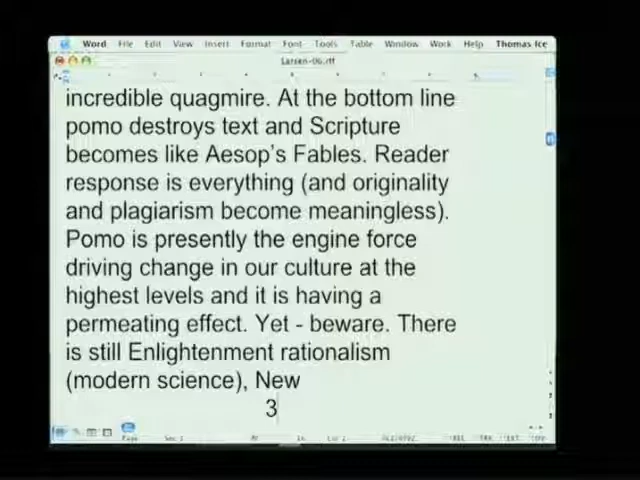 Word File Edit View Insert Format Font Tools Table Window Work Help Thomas Ice
Larsen-06.rtf
incredible quagmire. At the bottom line
pomo destroys text and Scripture
becomes like Aesop's Fables. Reader
response is everything (and originality
and plagiarism become meaningless).
Pomo is presently the engine force
driving change in our culture at the
highest levels and it is having a
permeating effect. Yet - beware. There
is still Enlightenment rationalism
(modern science), New
3
Page Sec 1